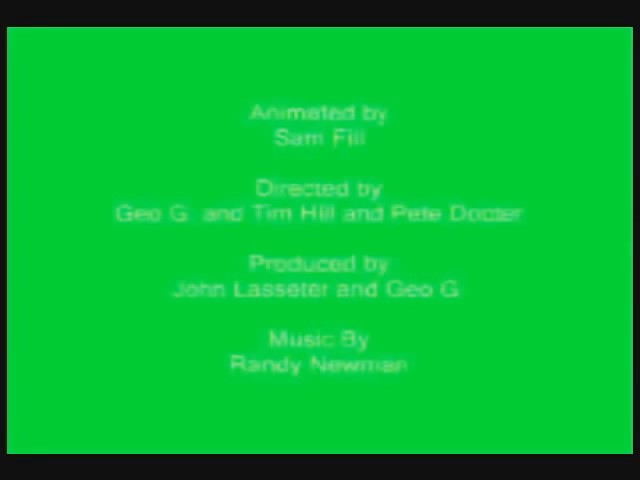 Animated by
Sam Fill
Directed by
Geo G. and Tim Hill and Pete Docter
Produced by
John Lasseter and Geo G.
Music By
Randy Newman